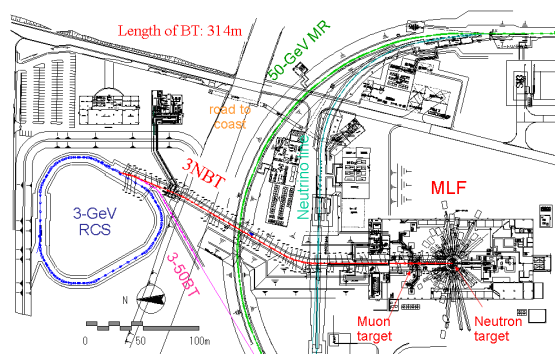 Length of BT: 314m
50-GeV MR
road to
coast
3NBT
Neutrino line
MLF
3-GeV
RCS
3-50BT
N
Muon
target
Neutron
target
0 50 100m